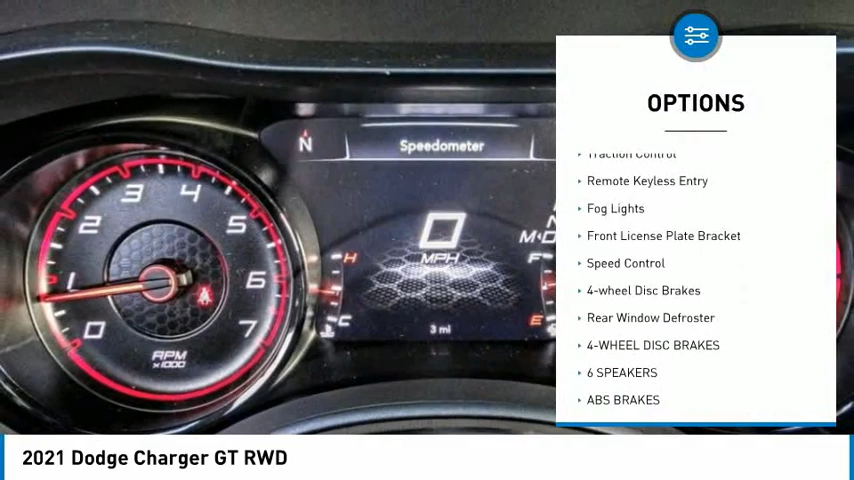 N
Speedometer
0
MPH
H
C
F
E
3 mi
0
1
2
3
4
5
6
7
RPM
x1000
OPTIONS
Traction Control
Remote Keyless Entry
Fog Lights
Front License Plate Bracket
Speed Control
4-wheel Disc Brakes
Rear Window Defroster
4-WHEEL DISC BRAKES
6 SPEAKERS
ABS BRAKES
2021 Dodge Charger GT RWD